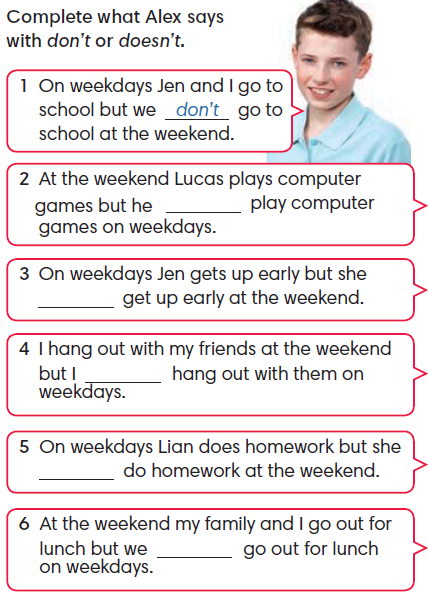 Complete what Alex says
with don't or doesn't.
1 On weekdays Jen and I go to
school but we don't go to
school at the weekend.
2 At the weekend Lucas plays computer
games but he ________ play computer
games on weekdays.
3 On weekdays Jen gets up early but she
________ get up early at the weekend.
4 I hang out with my friends at the weekend
but I ________ hang out with them on
weekdays.
5 On weekdays Lian does homework but she
________ do homework at the weekend.
6 At the weekend my family and I go out for
lunch but we ________ go out for lunch
on weekdays.